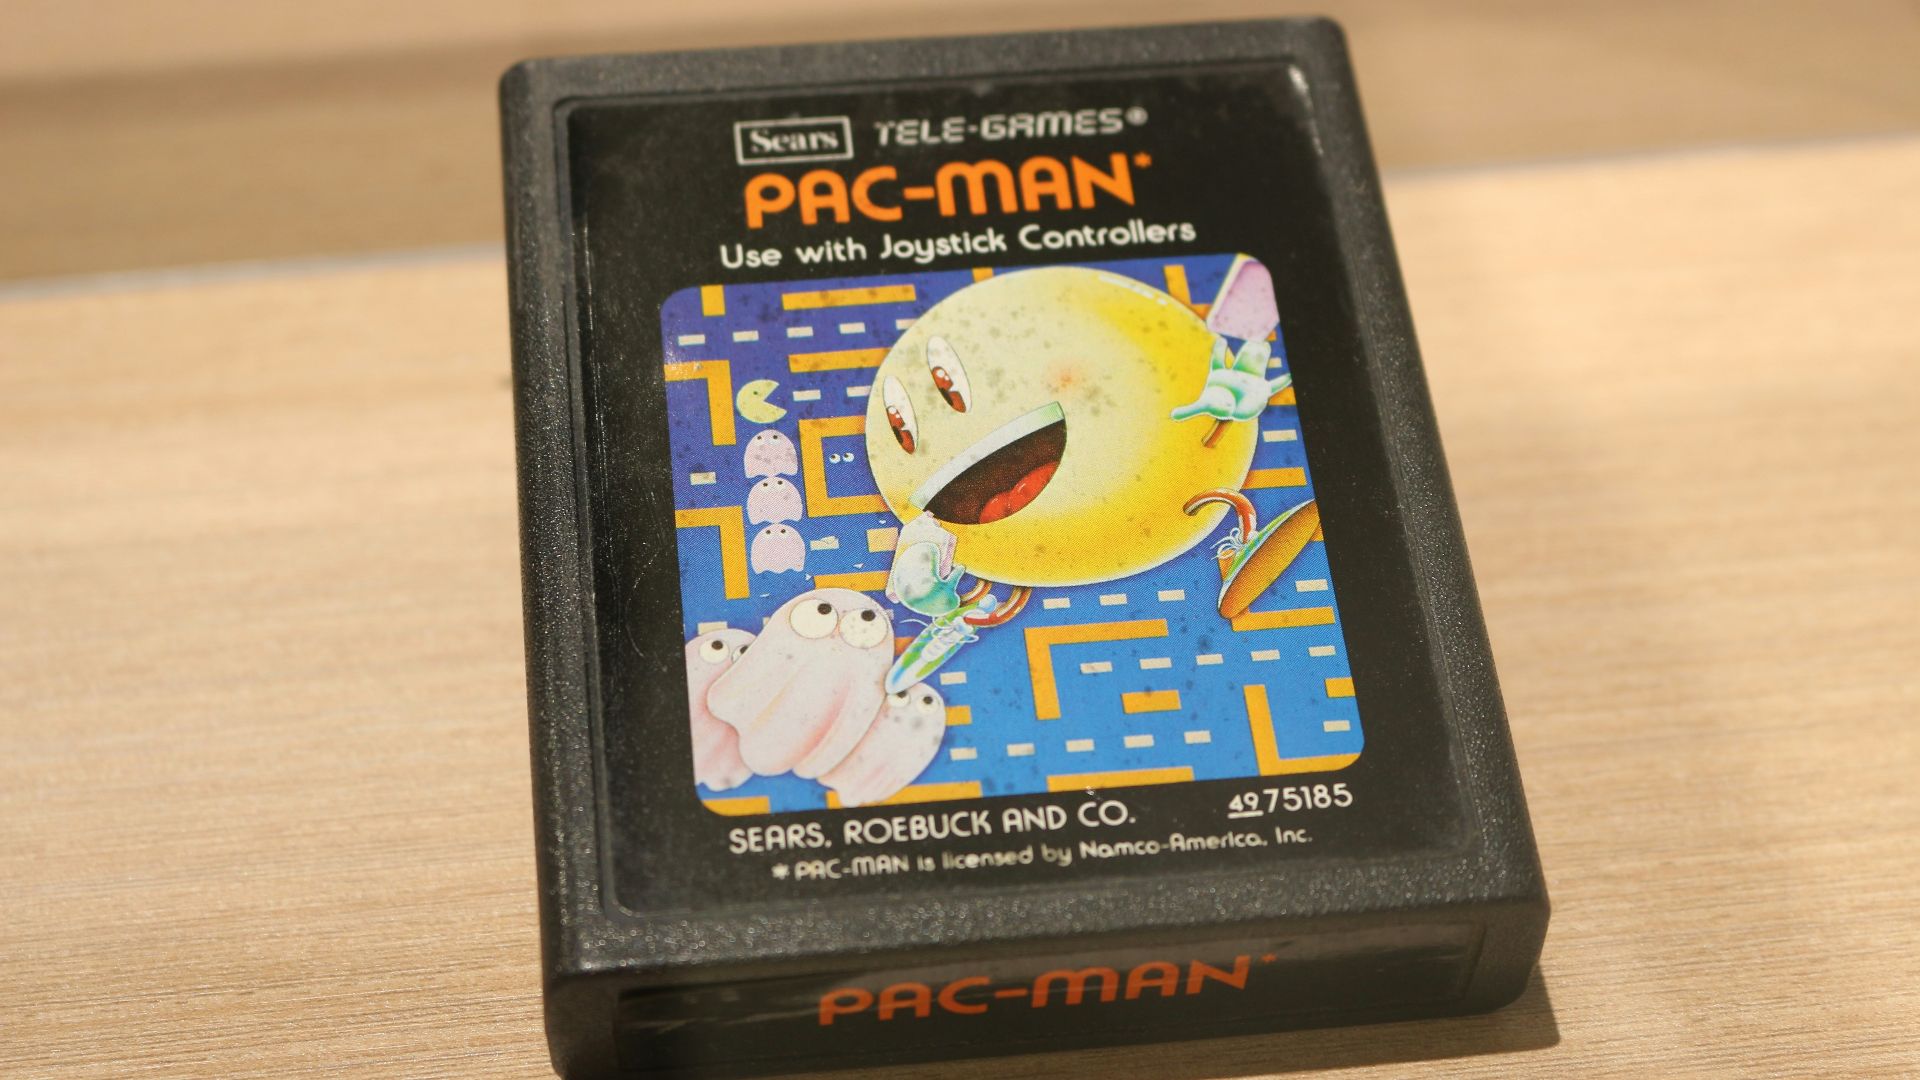 Sears TELE-GAMES®
PAC-MAN*
Use with Joystick Controllers
SEARS, ROEBUCK AND CO. 4975185
* PAC-MAN is licensed by Namco-America, Inc.
PAC-MAN*